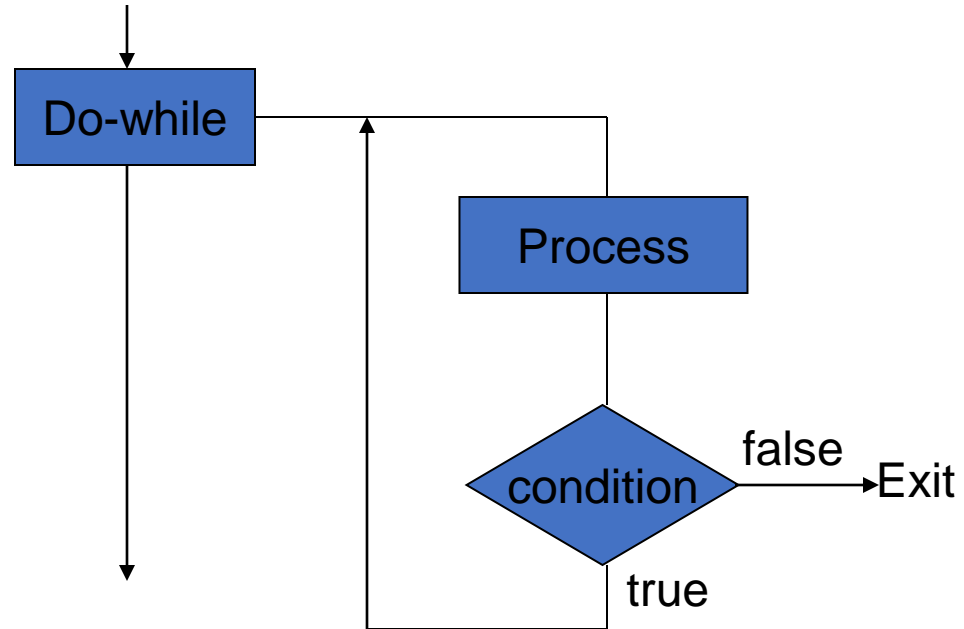 Do-while
Process
condition
false
Exit
true